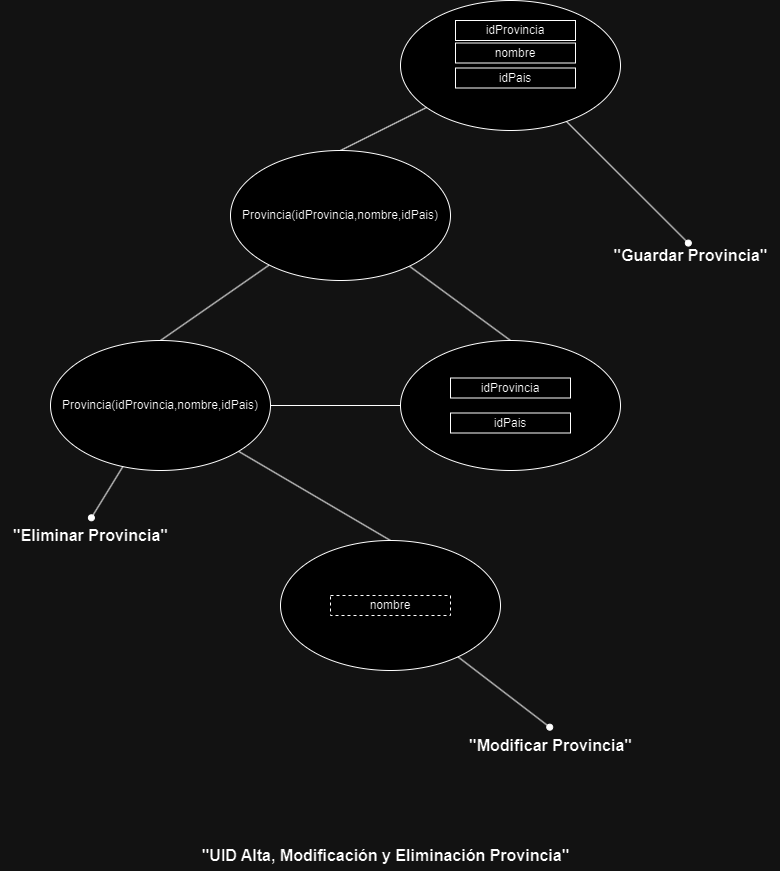 idProvincia
nombre
idPais
Provincia(idProvincia,nombre,idPais)
"Guardar Provincia"
idProvincia
Provincia(idProvincia,nombre,idPais)
idPais
"Eliminar Provincia"
nombre
"Modificar Provincia"
"UID Alta, Modificación y Eliminación Provincia"